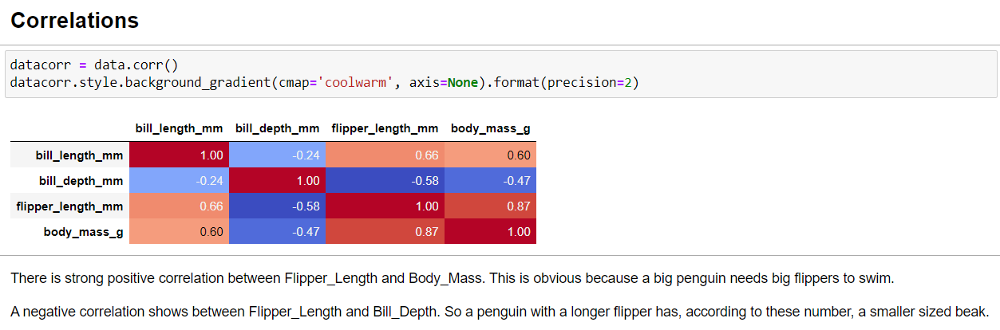 Correlations
datacorr = data.corr()
datacorr.style.background_gradient(cmap='coolwarm', axis=None).format(precision=2)
bill_length_mm bill_depth_mm flipper_length_mm body_mass_g
bill_length_mm 1.00 -0.24 0.66 0.60
bill_depth_mm -0.24 1.00 -0.58 -0.47
flipper_length_mm 0.66 -0.58 1.00 0.87
body_mass_g 0.60 -0.47 0.87 1.00
There is strong positive correlation between Flipper_Length and Body_Mass. This is obvious because a big penguin needs big flippers to swim.
A negative correlation shows between Flipper_Length and Bill_Depth. So a penguin with a longer flipper has, according to these number, a smaller sized beak.